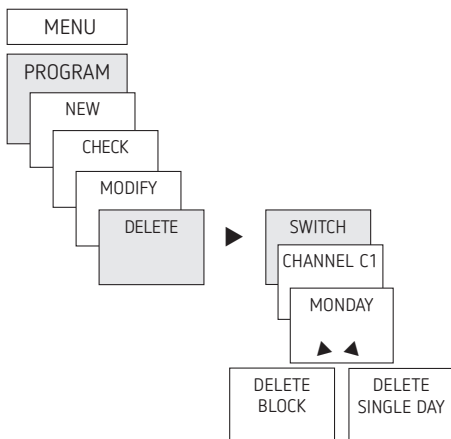 MENU
PROGRAM
NEW
CHECK
MODIFY
DELETE
SWITCH
CHANNEL C1
MONDAY
DELETE
BLOCK
DELETE
SINGLE DAY